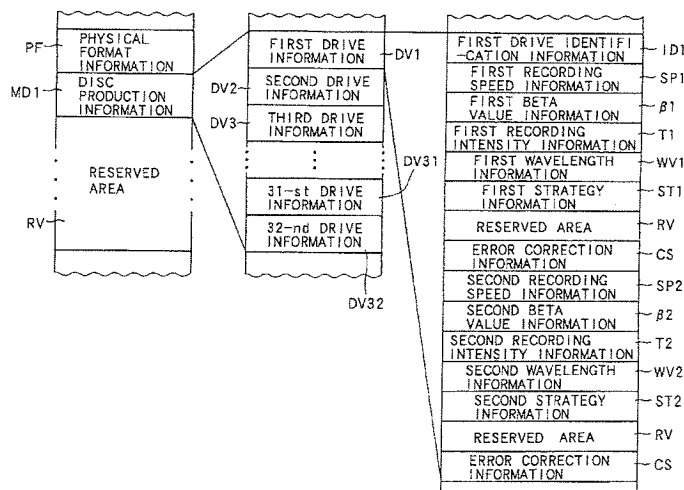 PF
PHYSICAL
FORMAT
INFORMATION
MD1
DISC
PRODUCTION
INFORMATION
RESERVED
AREA
RV
FIRST DRIVE
INFORMATION
DV1
DV2
SECOND DRIVE
INFORMATION
DV3
THIRD DRIVE
INFORMATION
DV31
31-st DRIVE
INFORMATION
32-nd DRIVE
INFORMATION
DV32
FIRST DRIVE IDENTIFI
-CATION INFORMATION
ID1
FIRST RECORDING
SPEED INFORMATION
SP1
FIRST BETA
VALUE INFORMATION
β1
FIRST RECORDING
INTENSITY INFORMATION
T1
FIRST WAVELENGTH
INFORMATION
WV1
FIRST STRATEGY
INFORMATION
ST1
RESERVED AREA
RV
ERROR CORRECTION
INFORMATION
CS
SECOND RECORDING
SPEED INFORMATION
SP2
SECOND BETA
VALUE INFORMATION
β2
SECOND RECORDING
INTENSITY INFORMATION
T2
SECOND WAVELENGTH
INFORMATION
WV2
SECOND STRATEGY
INFORMATION
ST2
RESERVED AREA
RV
ERROR CORRECTION
INFORMATION
CS